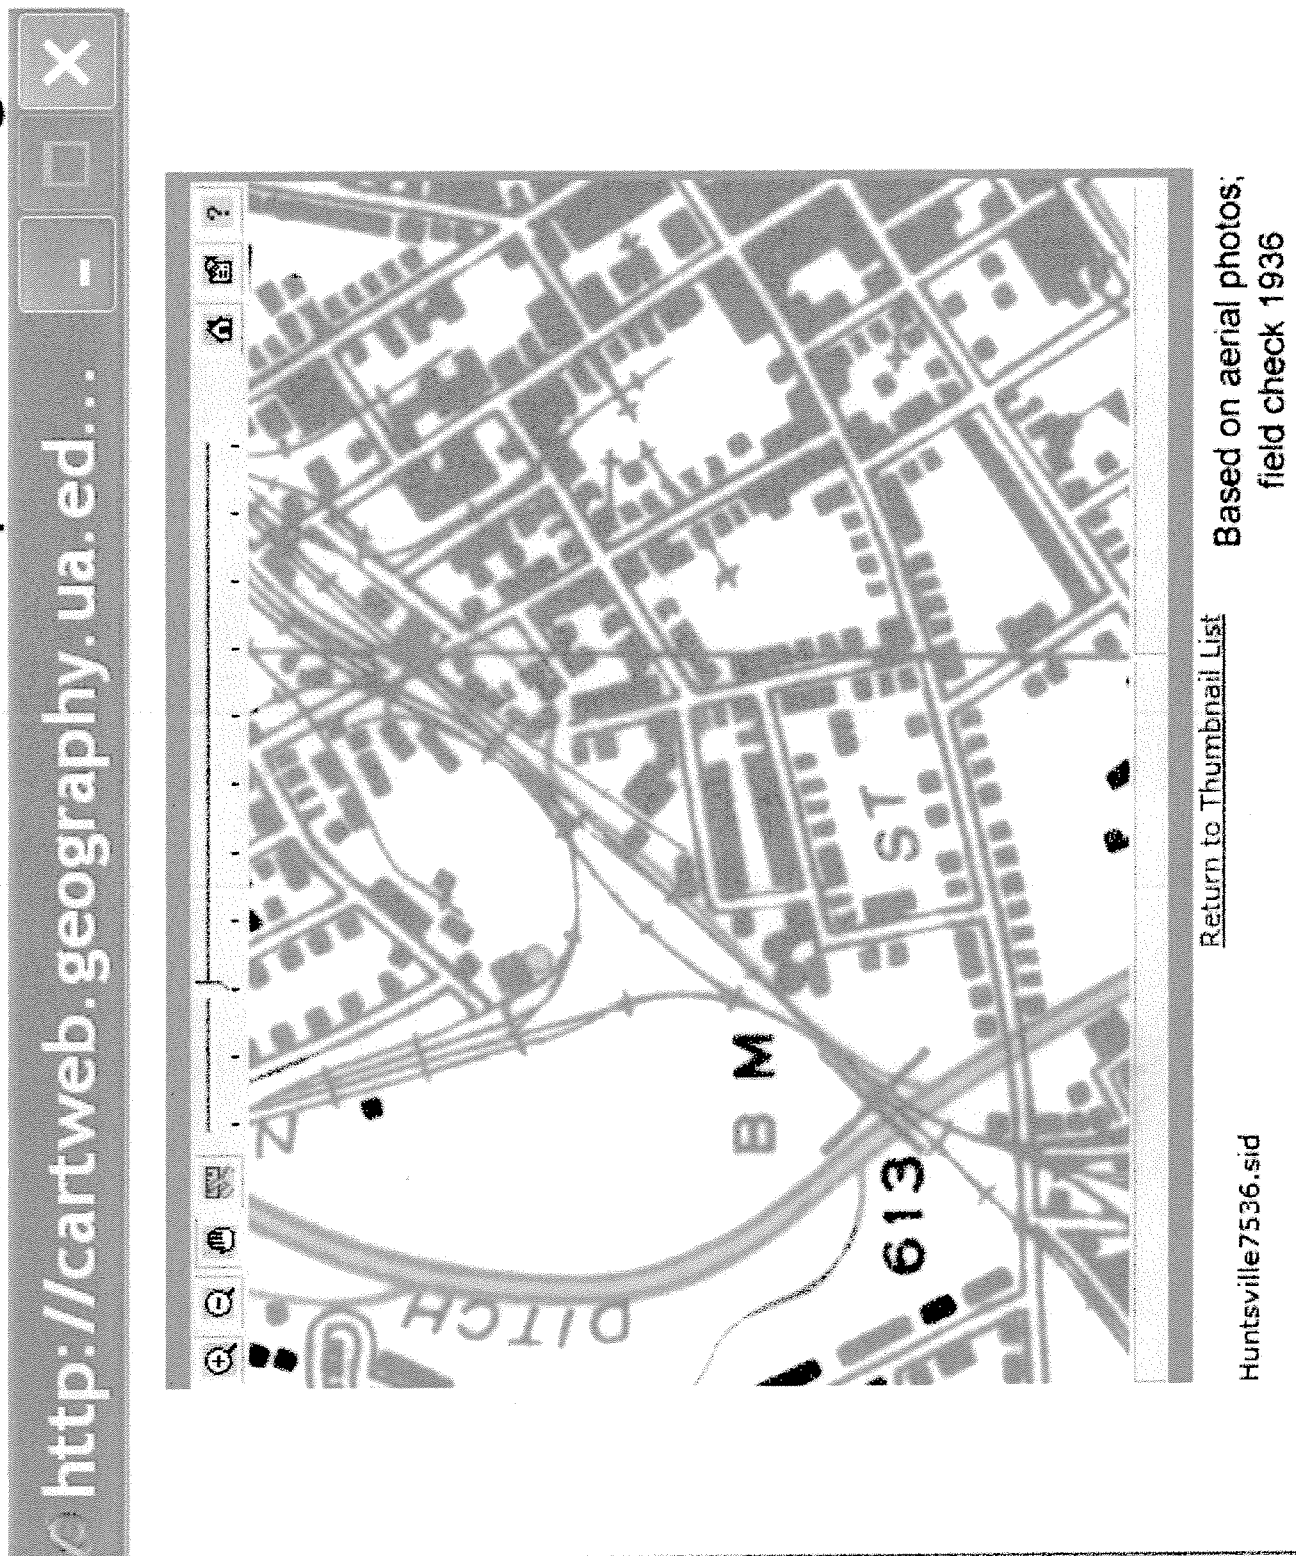 http://cartweb.geography.ua.ed...
?
Z
DITCH
B M
613
ST
Return to Thumbnail List
Huntsville7536.sid
Based on aerial photos;
field check 1936